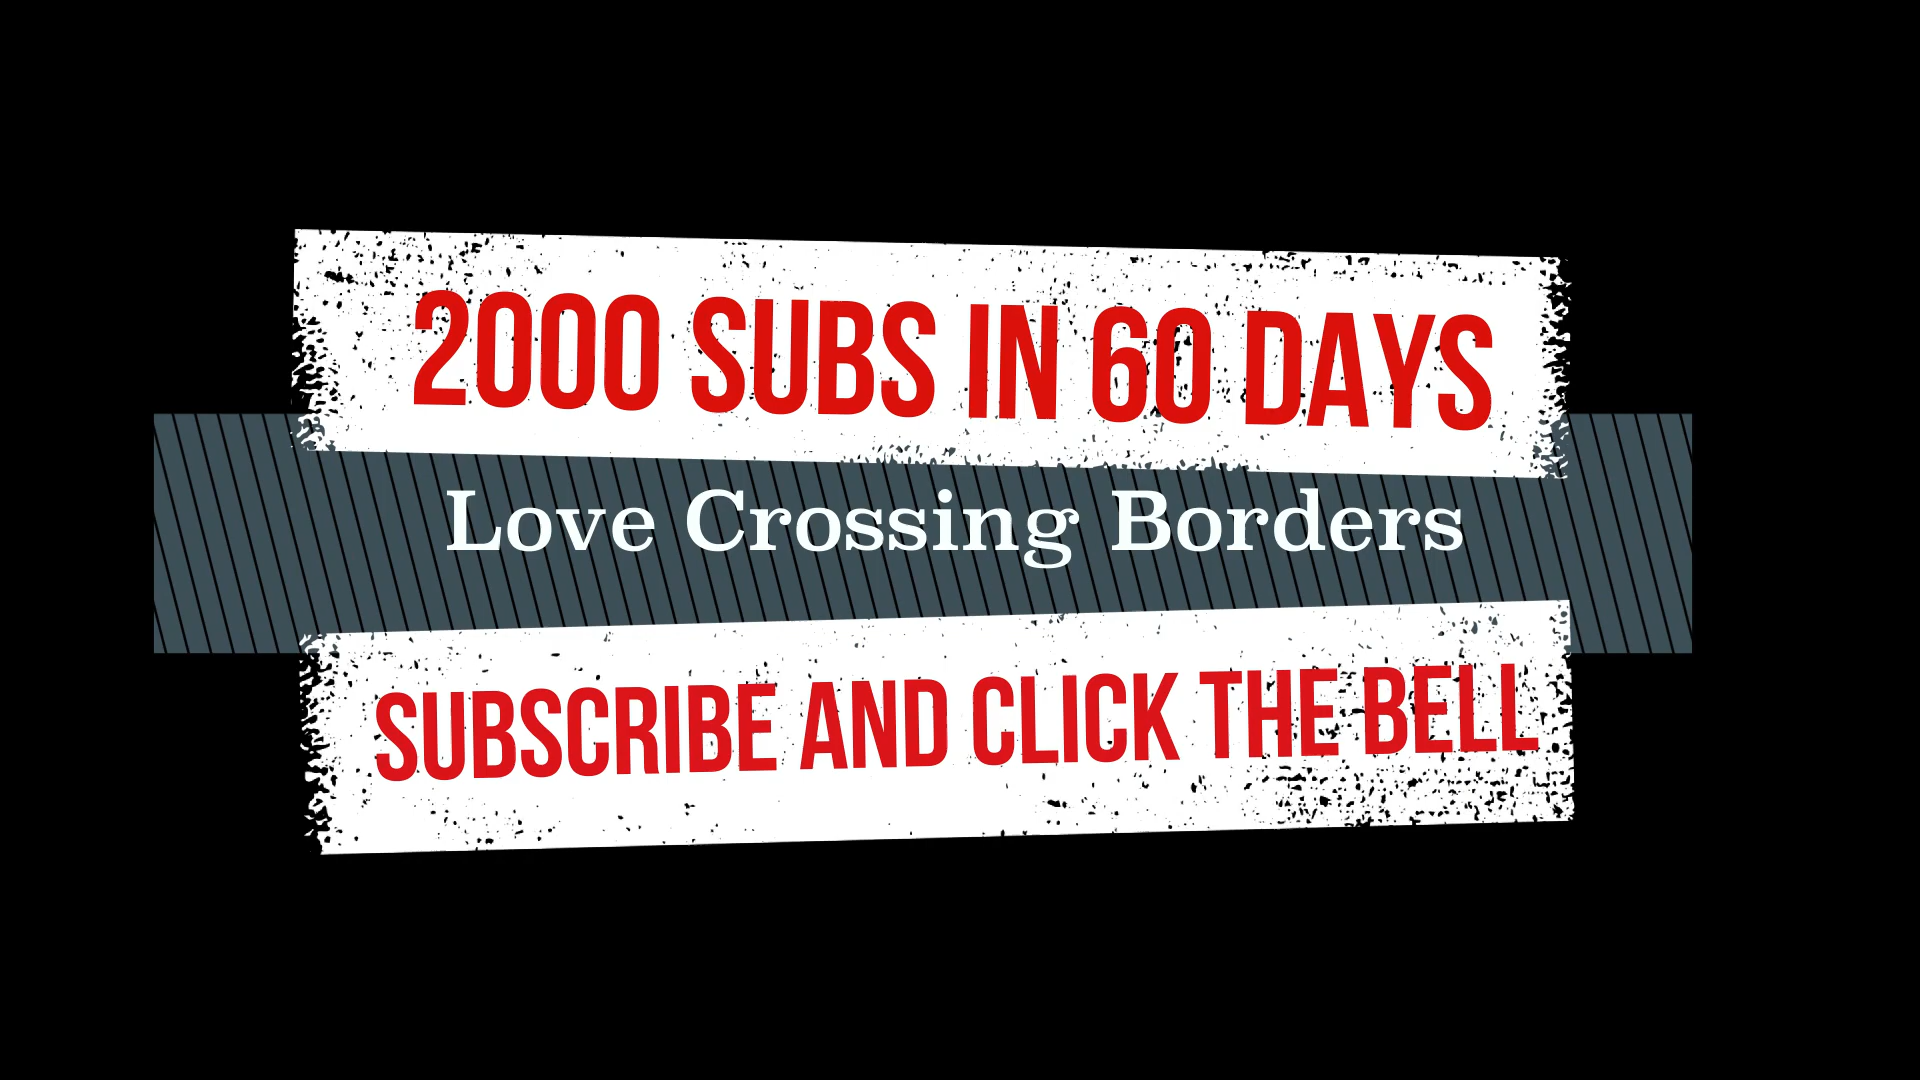 2000 SUBS IN 60 DAYS
Love Crossing Borders
SUBSCRIBE AND CLICK THE BELL